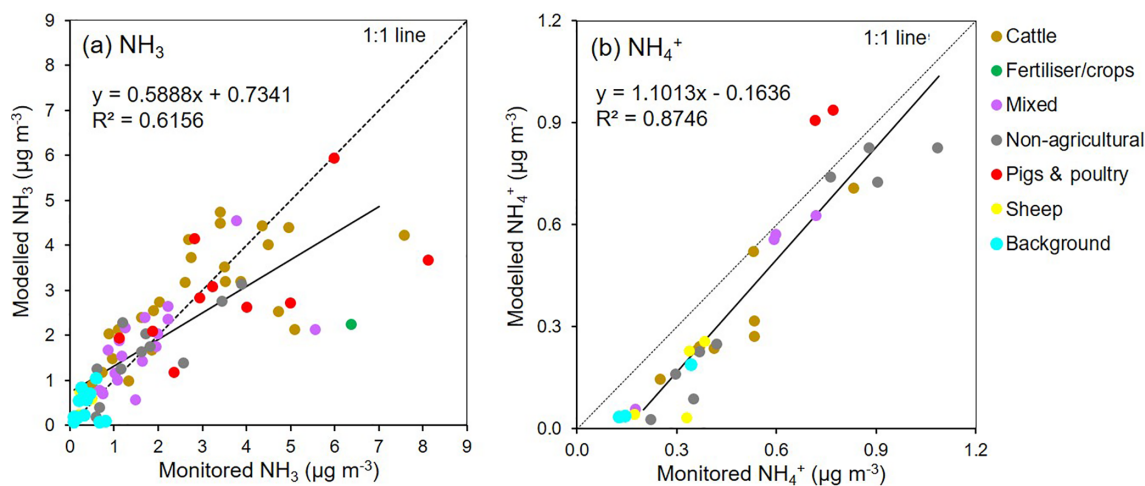 (a) NH₃
1:1 line
y = 0.5888x + 0.7341
R² = 0.6156
Modelled NH₃ (µg m⁻³)
9
8
7
6
5
4
3
2
1
0
0 1 2 3 4 5 6 7 8 9
Monitored NH₃ (µg m⁻³)
(b) NH₄⁺
1:1 line
y = 1.1013x - 0.1636
R² = 0.8746
Modelled NH₄⁺ (µg m⁻³)
1.2
0.9
0.6
0.3
0.0
0.0 0.3 0.6 0.9 1.2
Monitored NH₄⁺ (µg m⁻³)
Cattle
Fertiliser/crops
Mixed
Non-agricultural
Pigs & poultry
Sheep
Background